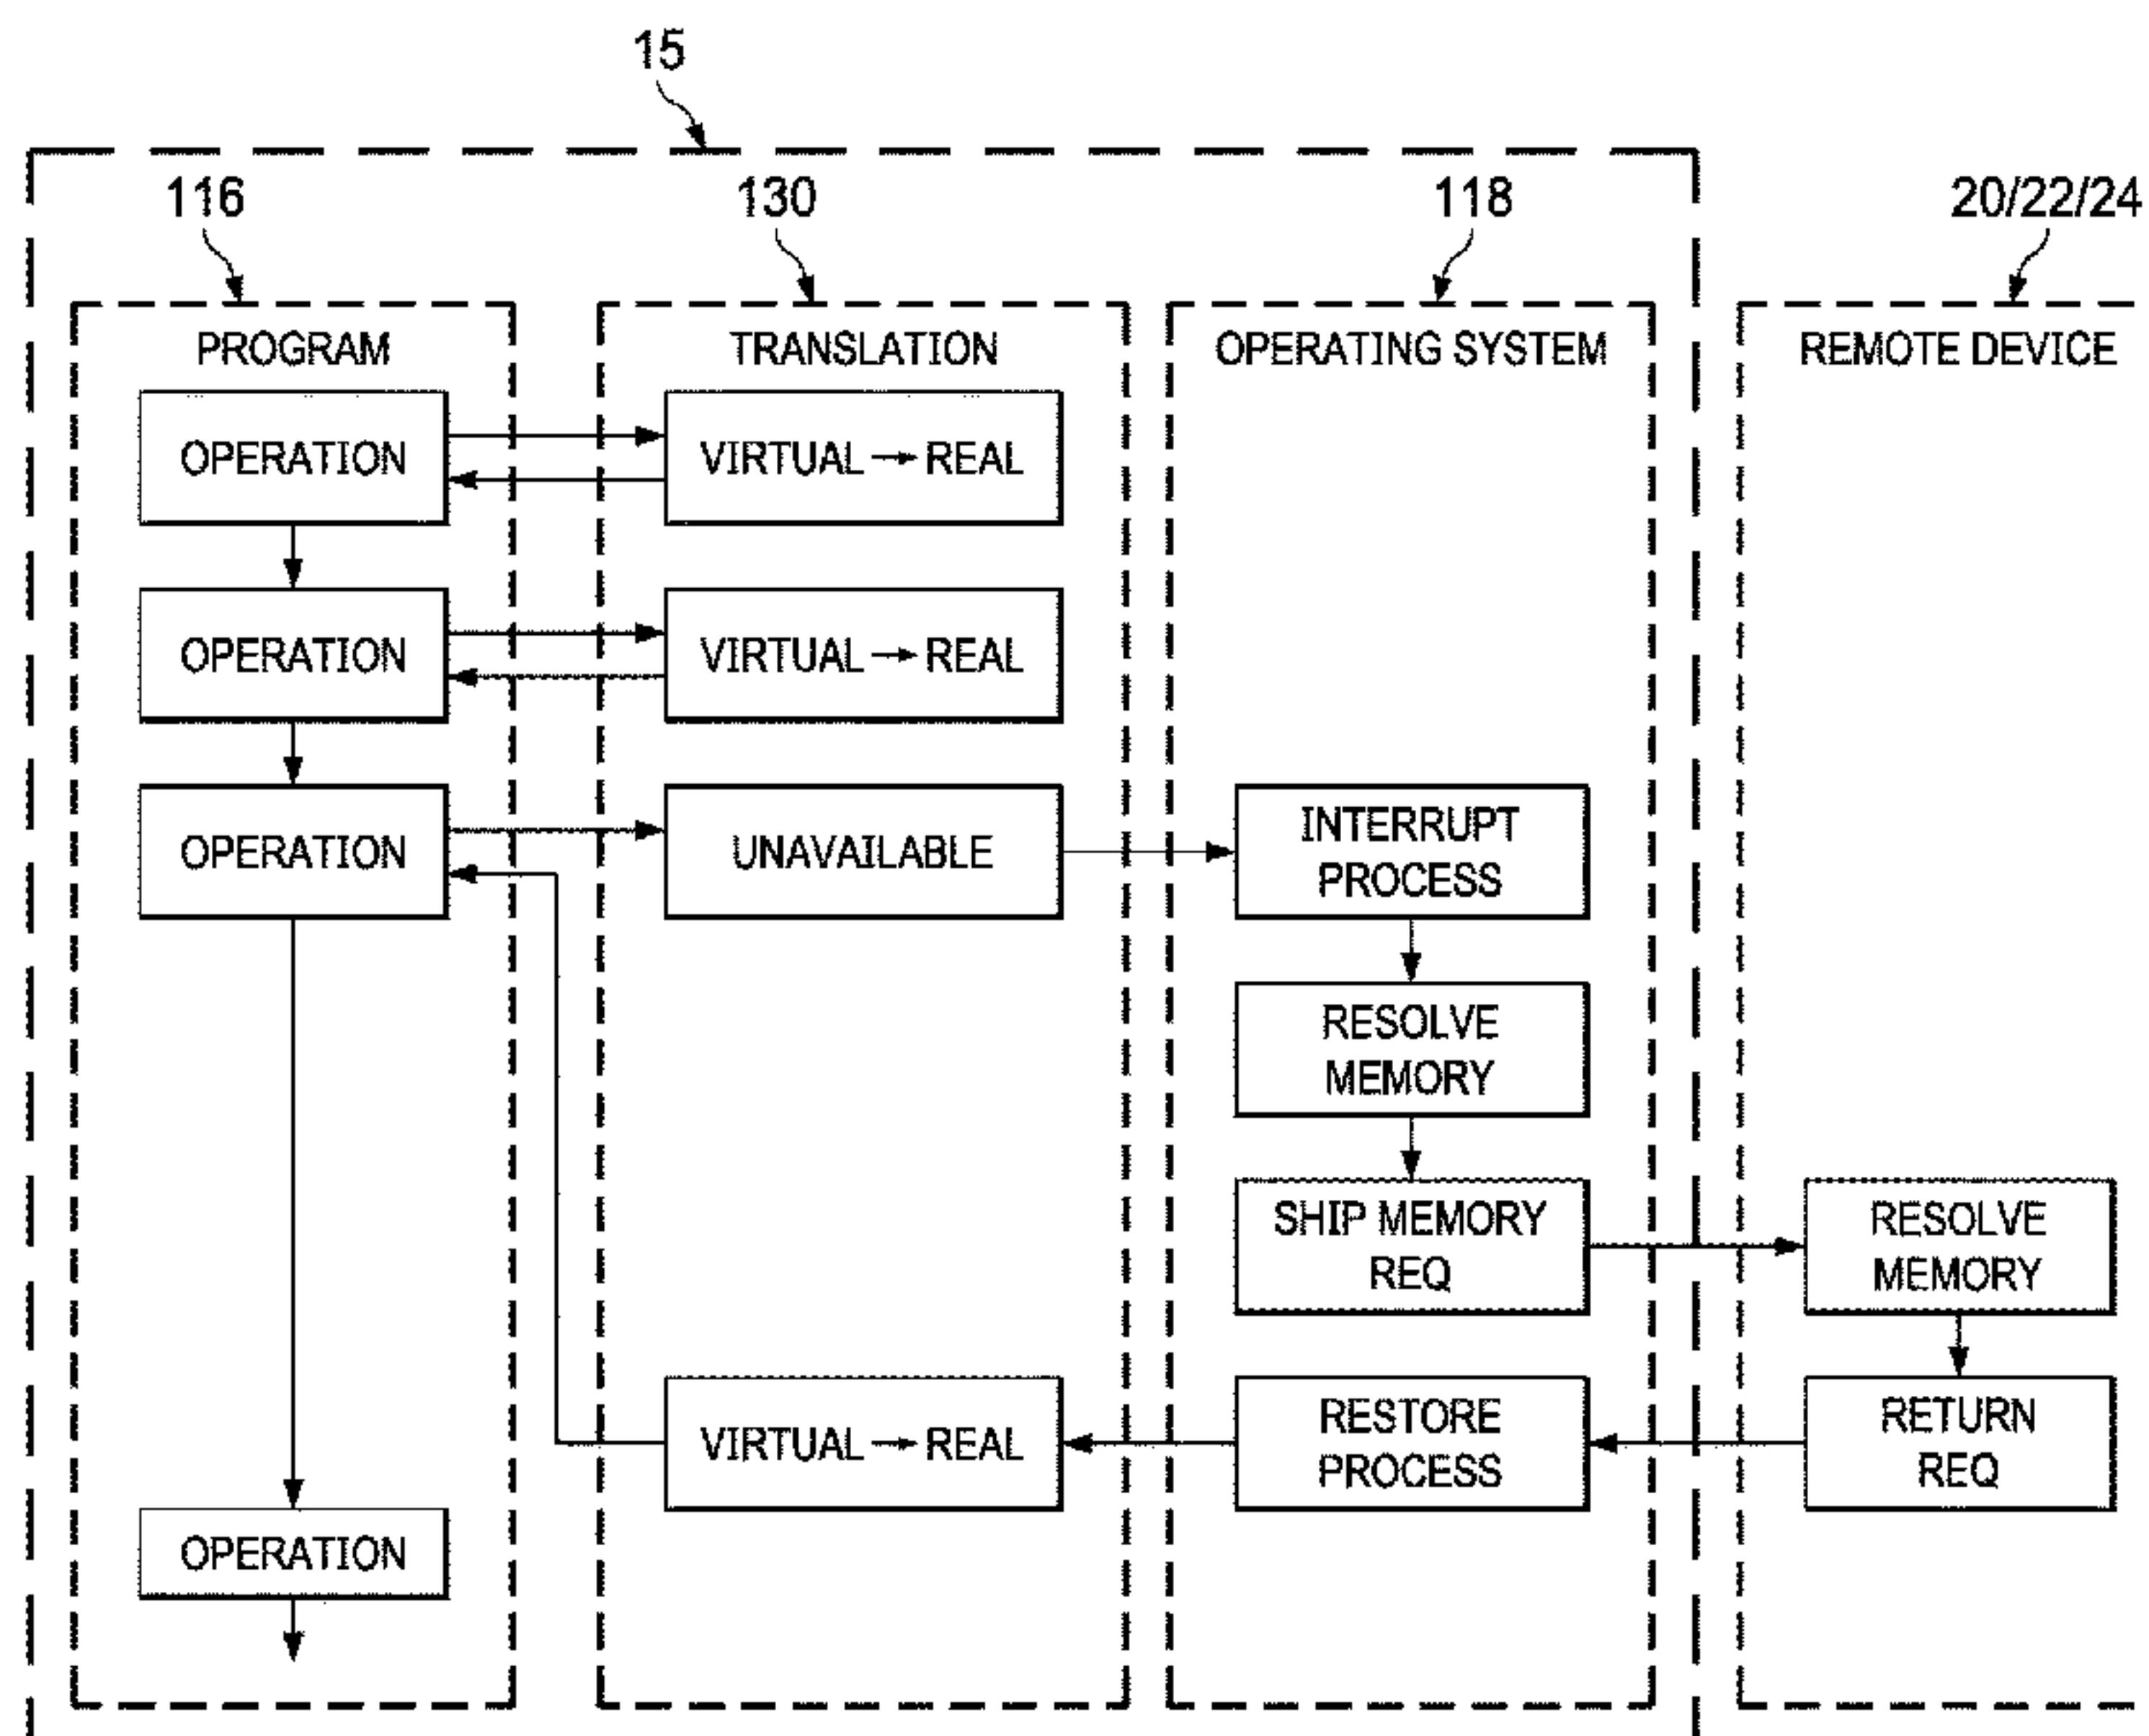 15
116
130
118
20/22/24
PROGRAM
TRANSLATION
OPERATING SYSTEM
REMOTE DEVICE
OPERATION
VIRTUAL → REAL
OPERATION
VIRTUAL → REAL
OPERATION
UNAVAILABLE
INTERRUPT
PROCESS
RESOLVE
MEMORY
SHIP MEMORY
REQ
RESOLVE
MEMORY
VIRTUAL → REAL
RESTORE
PROCESS
RETURN
REQ
OPERATION